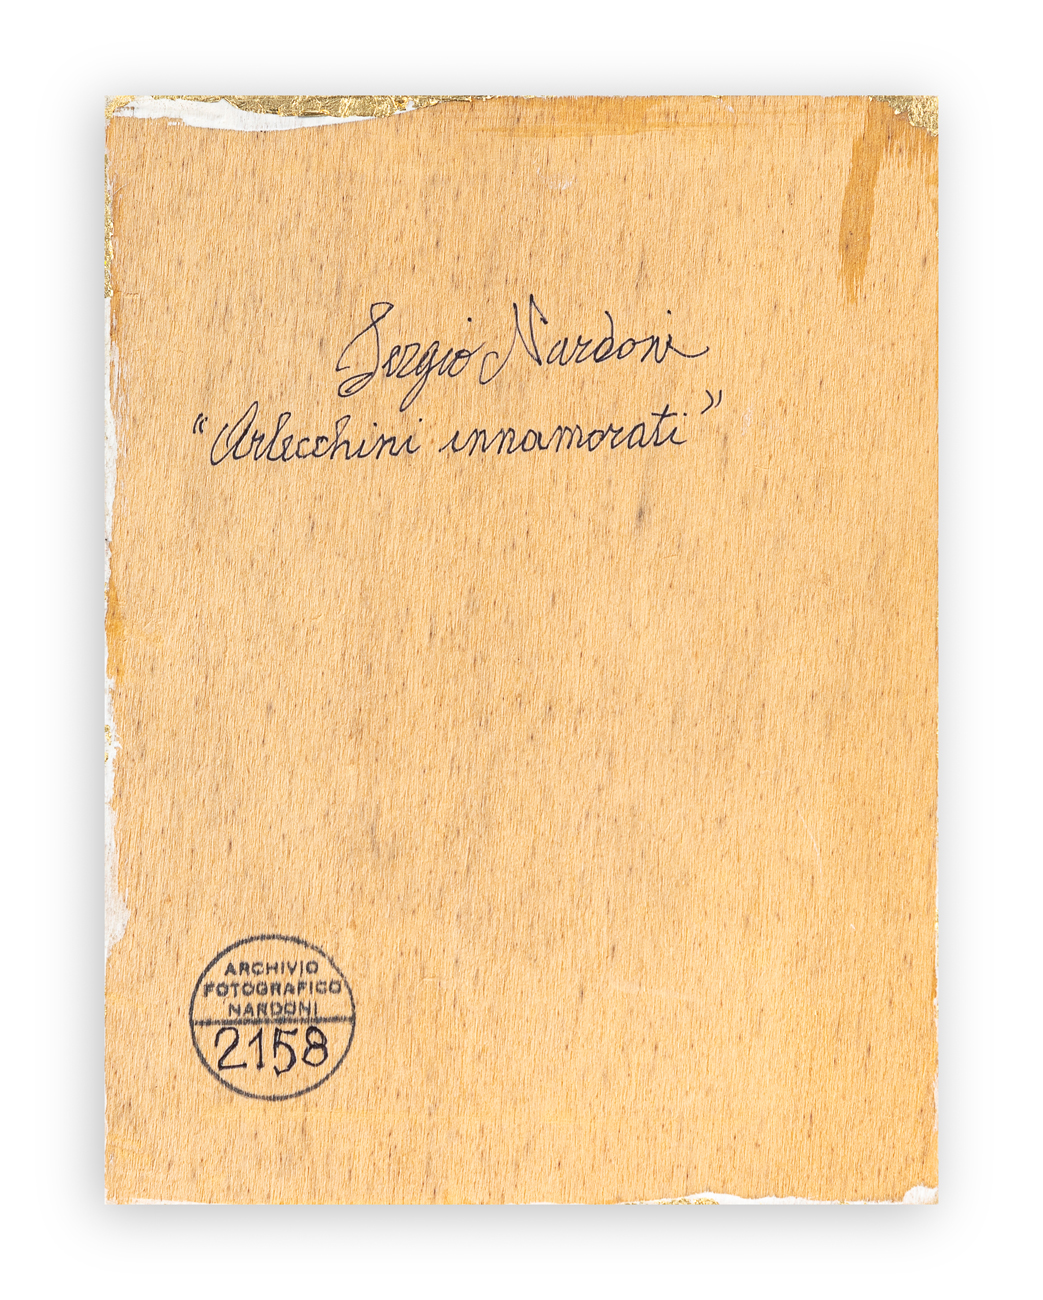 Sergio Nardoni
“Arlecchini innamorati”
ARCHIVIO
FOTOGRAFICO
NARDONI
2158